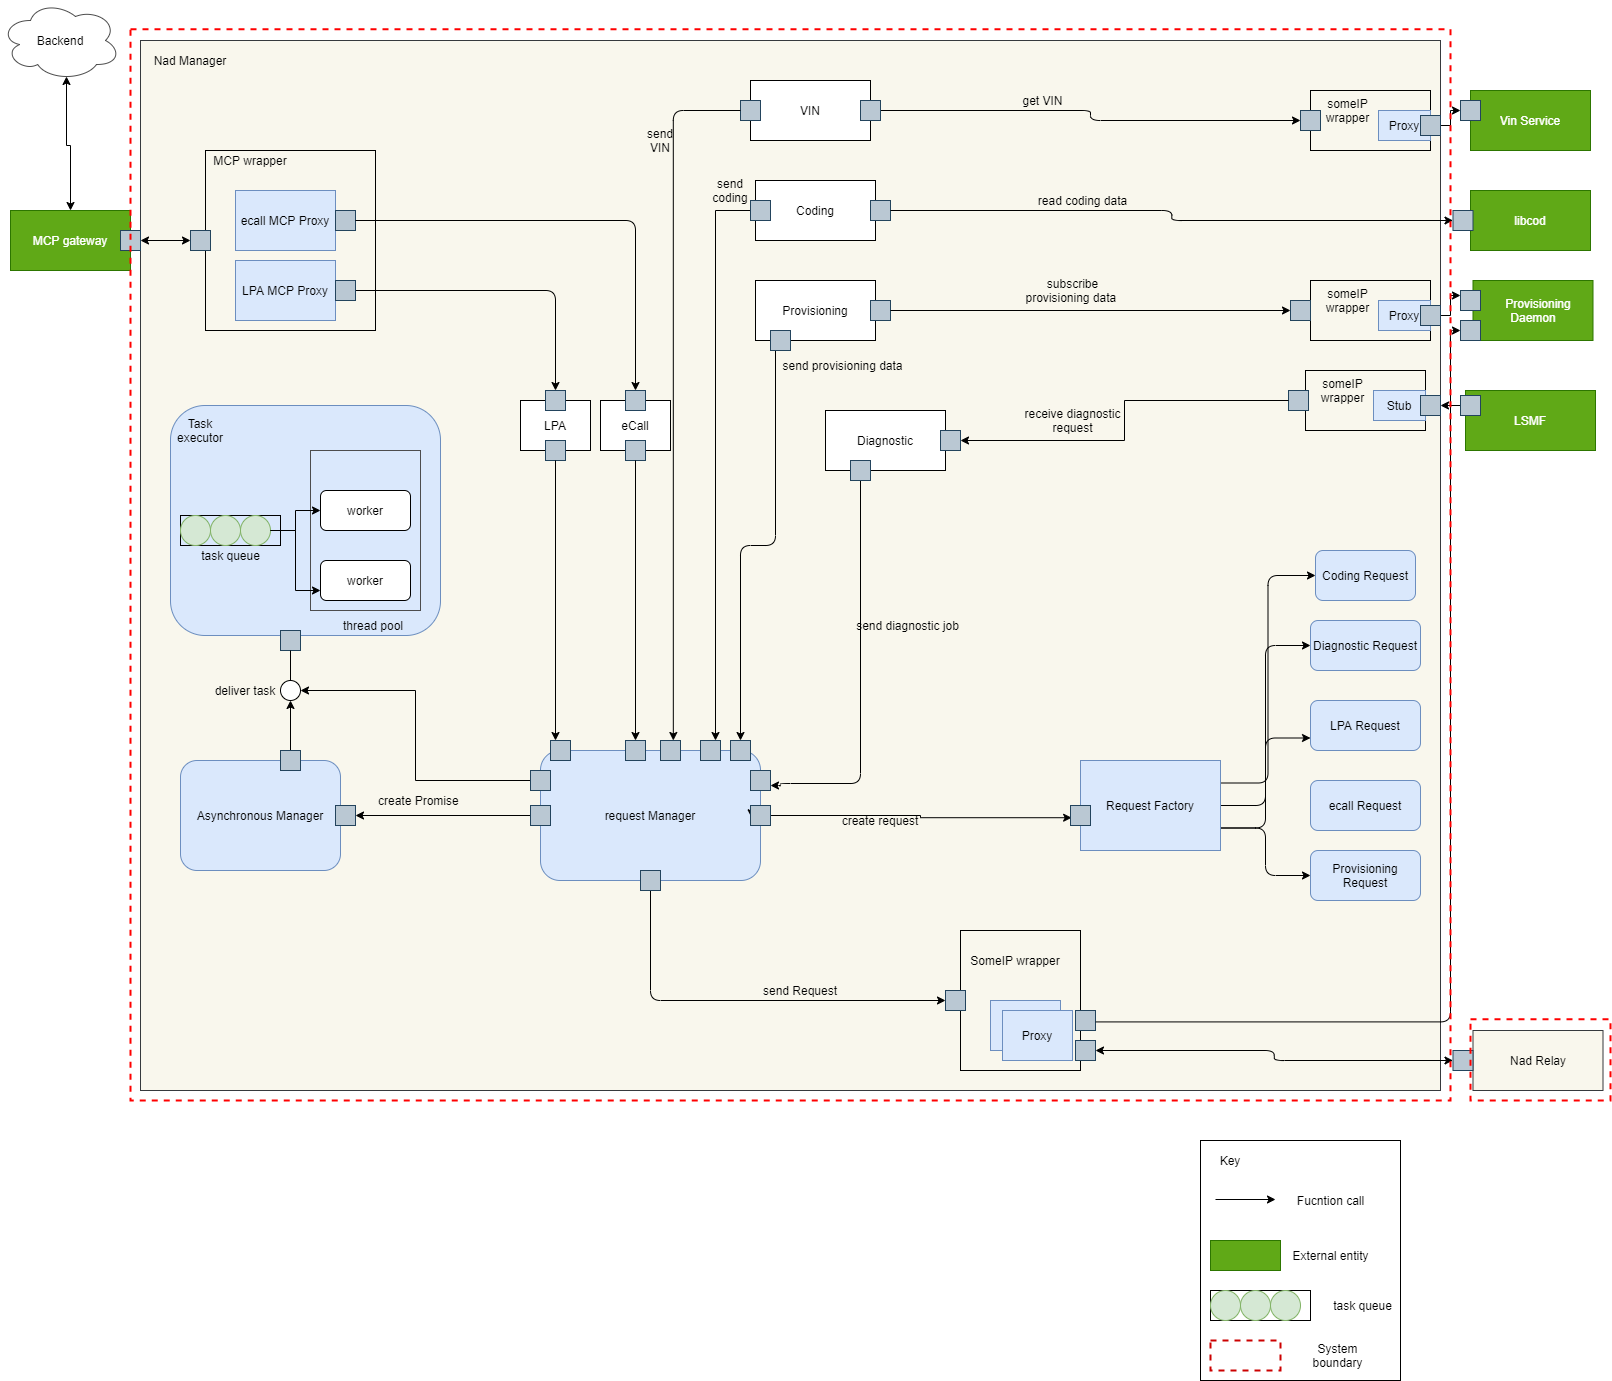 Backend
Nad Manager
MCP gateway
MCP wrapper
ecall MCP Proxy
LPA MCP Proxy
VIN
send
VIN
get VIN
someIP
wrapper
Proxy
Vin Service
send
coding
Coding
read coding data
libcod
Provisioning
subscribe
provisioning data
someIP
wrapper
Proxy
Provisioning
Daemon
send provisioning data
someIP
wrapper
Stub
LSMF
receive diagnostic
request
Diagnostic
LPA
eCall
Task
executor
worker
worker
task queue
thread pool
send diagnostic job
deliver task
Asynchronous Manager
create Promise
request Manager
create request
Request Factory
Coding Request
Diagnostic Request
LPA Request
ecall Request
Provisioning
Request
send Request
SomeIP wrapper
Proxy
Nad Relay
Key
Fucntion call
External entity
task queue
System
boundary